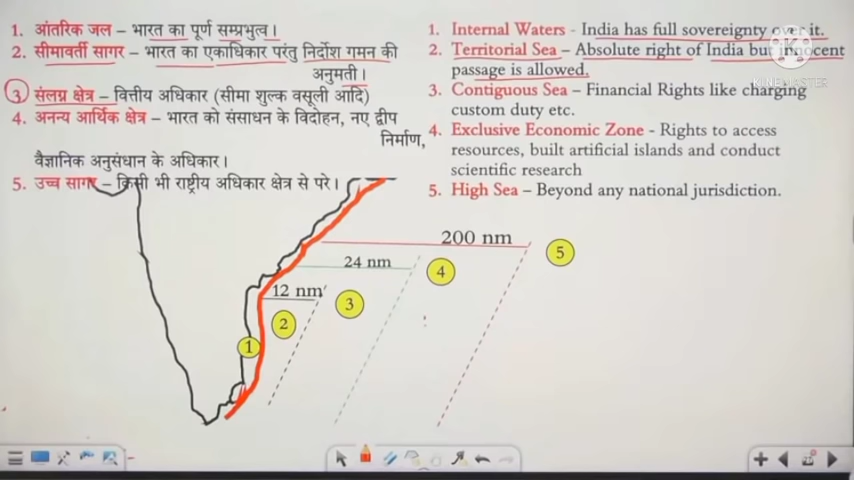 1. आंतरिक जल – भारत का पूर्ण सम्प्रभुत्व ।
2. सीमावर्ती सागर – भारत का एकाधिकार परंतु निर्दोश गमन की
अनुमती ।
3 संलग्न क्षेत्र – वित्तीय अधिकार (सीमा शुल्क वसूली आदि)
4. अनन्य आर्थिक क्षेत्र – भारत को संसाधन के विदोहन, नए द्वीप
निर्माण,
वैज्ञानिक अनुसंधान के अधिकार ।
5. उच्च सागर – किसी भी राष्ट्रीय अधिकार क्षेत्र से परे ।
1. Internal Waters - India has full sovereignty over it.
2. Territorial Sea – Absolute right of India but innocent
passage is allowed.
3. Contiguous Sea – Financial Rights like charging
custom duty etc.
4. Exclusive Economic Zone - Rights to access
resources, built artificial islands and conduct
scientific research
5. High Sea – Beyond any national jurisdiction.
KINEMASTER
200 nm
5
24 nm
4
12 nm
3
2
1